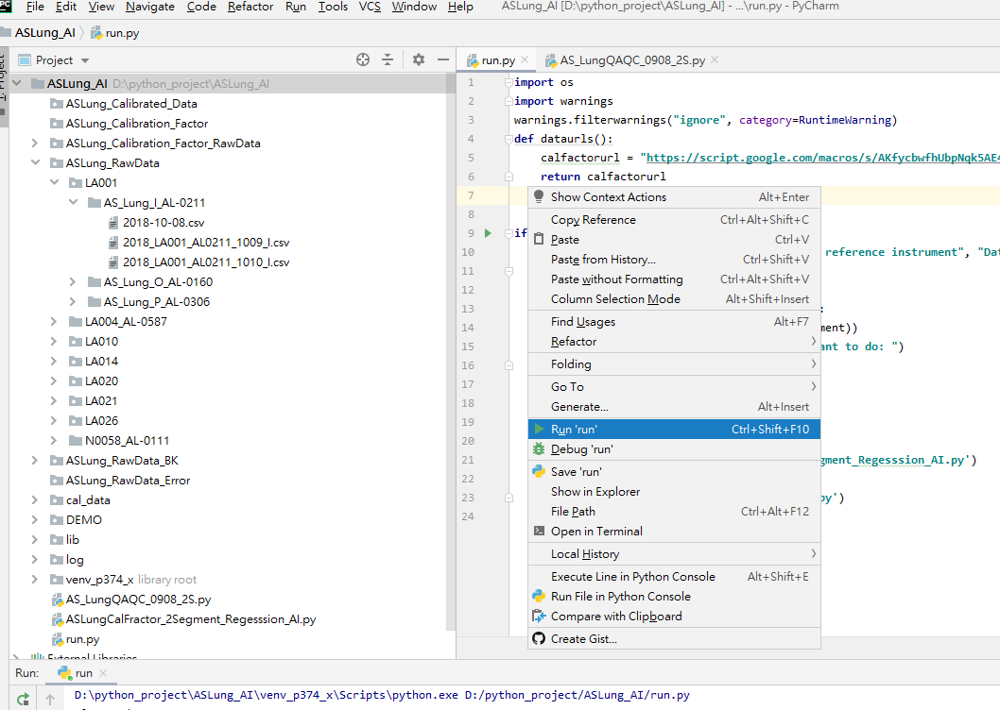 PC File Edit View Navigate Code Refactor Run Tools VCS Window Help ASLung_AI [D:\python_project\ASLung_AI] - ...\run.py - PyCharm
ASLung_AI run.py
Project
run.py AS_LungQAQC_0908_2S.py
ASLung_AI D:\python_project\ASLung_AI
ASLung_Calibrated_Data
ASLung_Calibration_Factor
ASLung_Calibration_Factor_RawData
ASLung_RawData
LA001
AS_Lung_I_AL-0211
2018-10-08.csv
2018_LA001_AL0211_1009_I.csv
2018_LA001_AL0211_1010_I.csv
AS_Lung_O_AL-0160
AS_Lung_P_AL-0306
LA004_AL-0587
LA010
LA014
LA020
LA021
LA026
N0058_AL-0111
ASLung_RawData_BK
ASLung_RawData_Error
cal_data
DEMO
lib
log
venv_p374_x library root
AS_LungQAQC_0908_2S.py
ASLungCalFractor_2Segment_Regesssion_AI.py
run.py
External Libraries
1 import os
2 import warnings
3 warnings.filterwarnings("ignore", category=RuntimeWarning)
4 def dataurls():
5 calfactorurl = "https://script.google.com/macros/s/AKfycbwfhUbpNqk5AE4
6 return calfactorurl
7
8
9 if
10 reference instrument", "Dat
11
12
13 :
14 ment))
15 ant to do: ")
16
17
18
19
20
21 gment_Regesssion_AI.py')
22
23 py')
24
Show Context Actions Alt+Enter
Copy Reference Ctrl+Alt+Shift+C
Paste Ctrl+V
Paste from History... Ctrl+Shift+V
Paste without Formatting Ctrl+Alt+Shift+V
Column Selection Mode Alt+Shift+Insert
Find Usages Alt+F7
Refactor
Folding
Go To
Generate... Alt+Insert
Run 'run' Ctrl+Shift+F10
Debug 'run'
Save 'run'
Show in Explorer
File Path Ctrl+Alt+F12
Open in Terminal
Local History
Execute Line in Python Console Alt+Shift+E
Run File in Python Console
Compare with Clipboard
Create Gist...
Run: run
D:\python_project\ASLung_AI\venv_p374_x\Scripts\python.exe D:/python_project/ASLung_AI/run.py